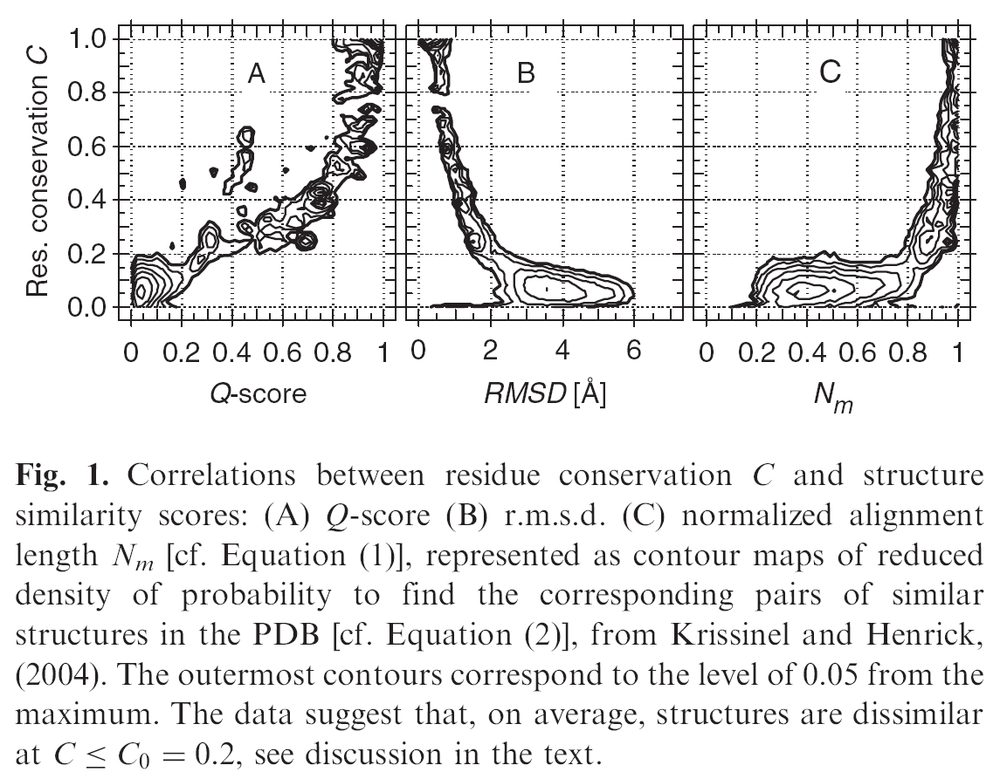 A
B
C
Res. conservation C
1.0
0.8
0.6
0.4
0.2
0.0
0 0.2 0.4 0.6 0.8 1
0 2 4 6
0 0.2 0.4 0.6 0.8 1
Q-score
RMSD [Å]
Nm
Fig. 1. Correlations between residue conservation C and structure
similarity scores: (A) Q-score (B) r.m.s.d. (C) normalized alignment
length Nm [cf. Equation (1)], represented as contour maps of reduced
density of probability to find the corresponding pairs of similar
structures in the PDB [cf. Equation (2)], from Krissinel and Henrick,
(2004). The outermost contours correspond to the level of 0.05 from the
maximum. The data suggest that, on average, structures are dissimilar
at C ≤ C0 = 0.2, see discussion in the text.